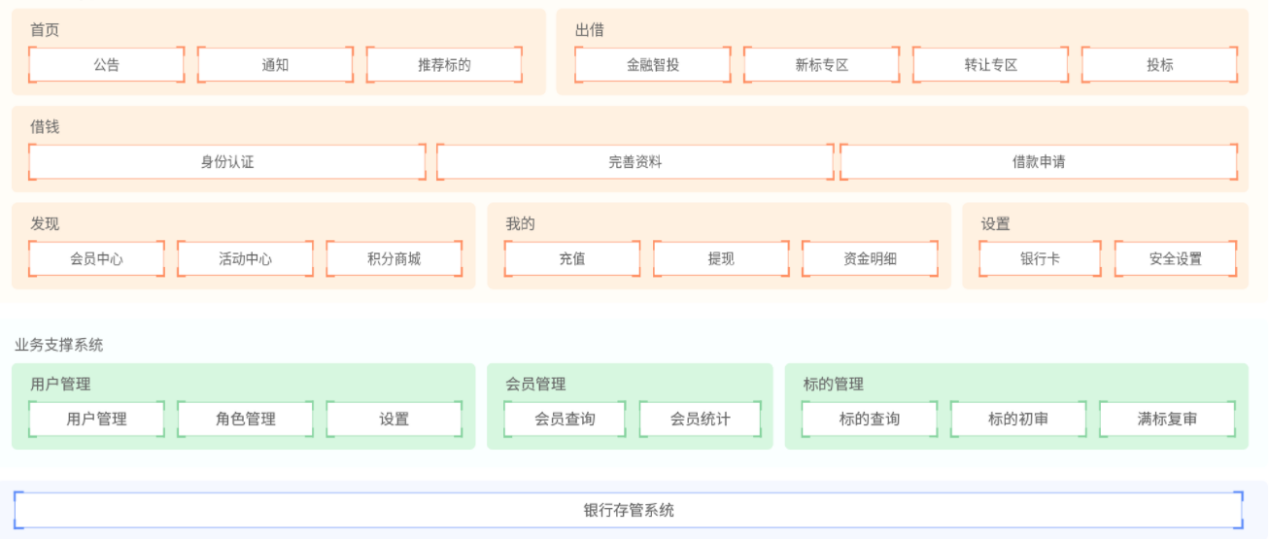 首页
公告 通知 推荐标的
出借
金融智投 新标专区 转让专区 投标
借钱
身份认证 完善资料 借款申请
发现
会员中心 活动中心 积分商城
我的
充值 提现 资金明细
设置
银行卡 安全设置
业务支撑系统
用户管理
用户管理 角色管理 设置
会员管理
会员查询 会员统计
标的管理
标的查询 标的初审 满标复审
银行存管系统